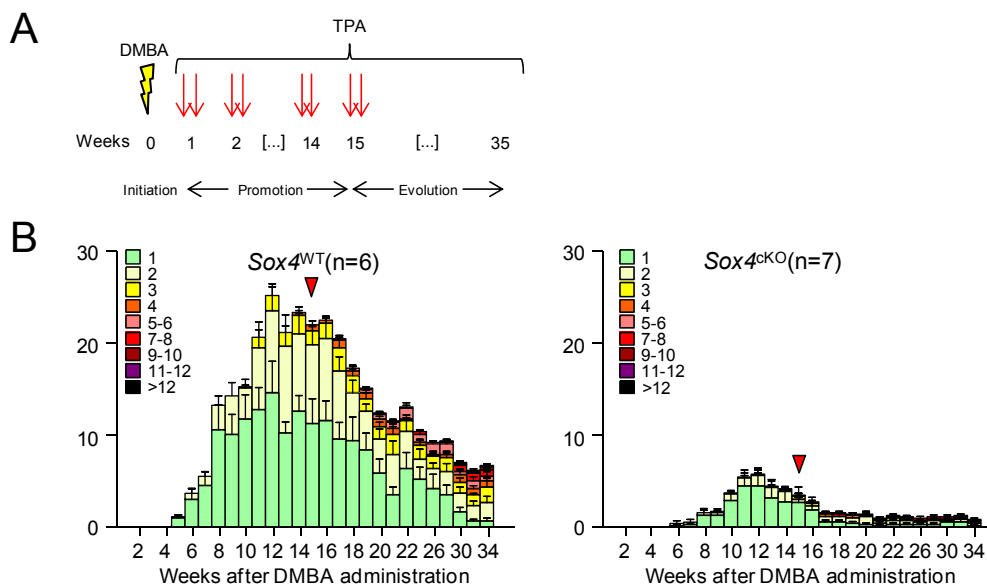 A
TPA
DMBA
Weeks 0 1 2 [...] 14 15 [...] 35
Initiation Promotion Evolution
B
30
20
10
0
1
2
3
4
5-6
7-8
9-10
11-12
>12
Sox4WT(n=6)
2 4 6 8 10 12 14 16 18 20 22 26 30 34
Weeks after DMBA administration
30
20
10
0
1
2
3
4
5-6
7-8
9-10
11-12
>12
Sox4cKO(n=7)
2 4 6 8 10 12 14 16 18 20 22 26 30 34
Weeks after DMBA administration